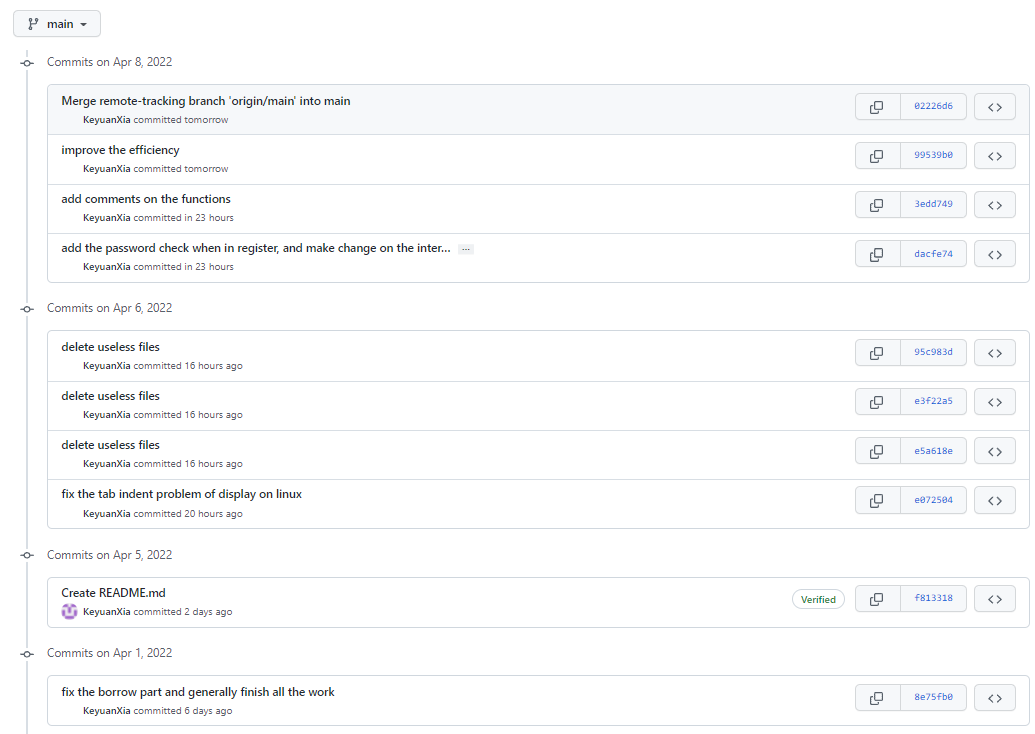 main
Commits on Apr 8, 2022
Merge remote-tracking branch 'origin/main' into main
KeyuanXia committed tomorrow
02226d6
improve the efficiency
KeyuanXia committed tomorrow
99539b0
add comments on the functions
KeyuanXia committed in 23 hours
3edd749
add the password check when in register, and make change on the inter... ...
KeyuanXia committed in 23 hours
dacfe74
Commits on Apr 6, 2022
delete useless files
KeyuanXia committed 16 hours ago
95c983d
delete useless files
KeyuanXia committed 16 hours ago
e3f22a5
delete useless files
KeyuanXia committed 16 hours ago
e5a618e
fix the tab indent problem of display on linux
KeyuanXia committed 20 hours ago
e072504
Commits on Apr 5, 2022
Create README.md
KeyuanXia committed 2 days ago
Verified
f813318
Commits on Apr 1, 2022
fix the borrow part and generally finish all the work
KeyuanXia committed 6 days ago
8e75fb0